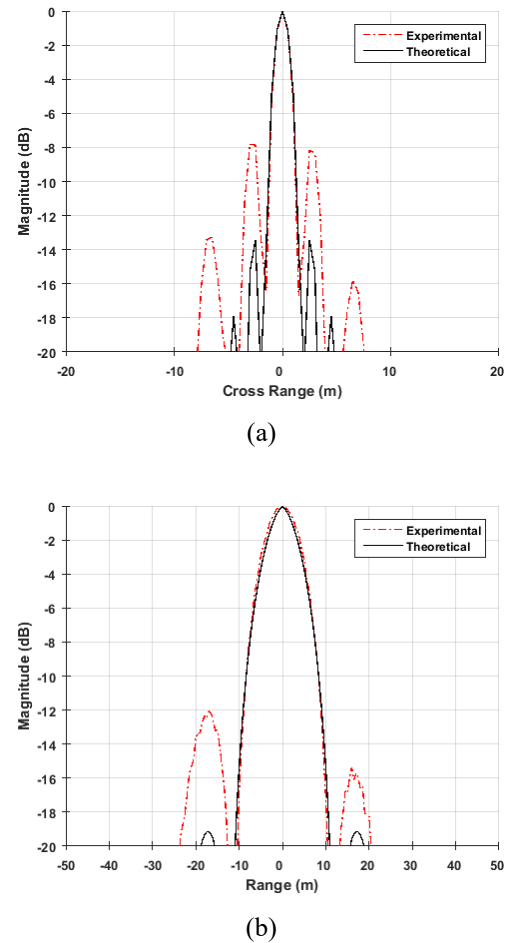 0
-2
-4
-6
-8
-10
-12
-14
-16
-18
-20
Magnitude (dB)
Experimental
Theoretical
-20 -10 0 10 20
Cross Range (m)
(a)
0
-2
-4
-6
-8
-10
-12
-14
-16
-18
-20
Magnitude (dB)
Experimental
Theoretical
-50 -40 -30 -20 -10 0 10 20 30 40 50
Range (m)
(b)